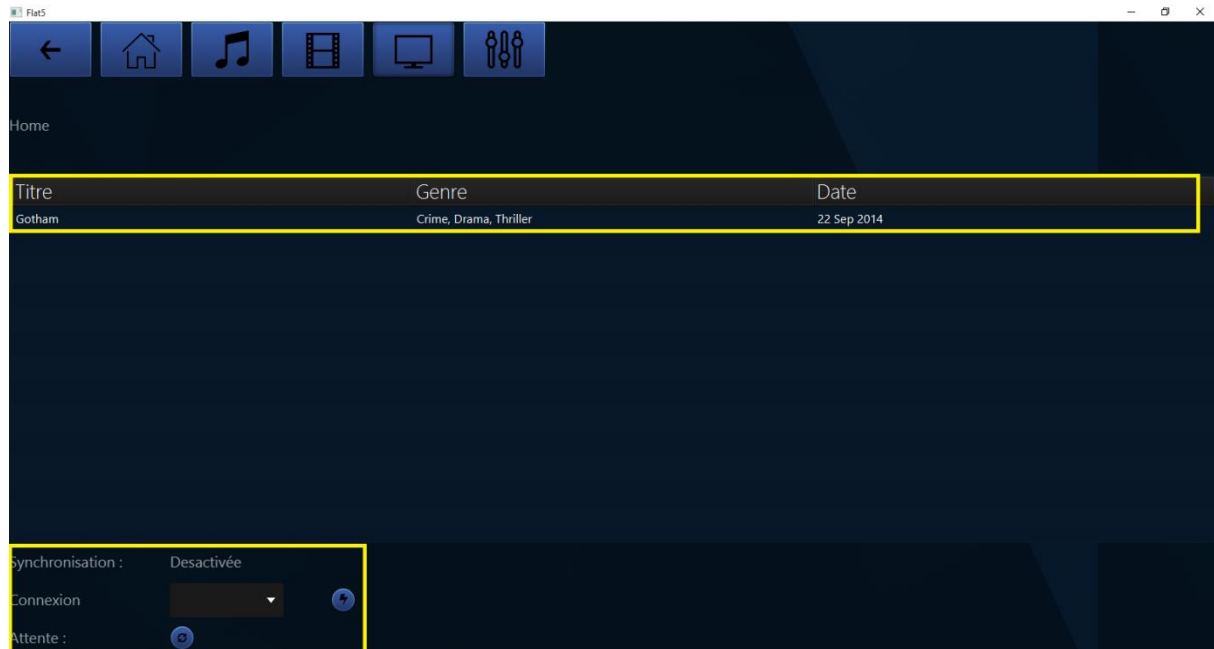 Flat5
Home
Titre Genre Date
Gotham Crime, Drama, Thriller 22 Sep 2014
Synchronisation : Desactivée
Connexion
Attente :